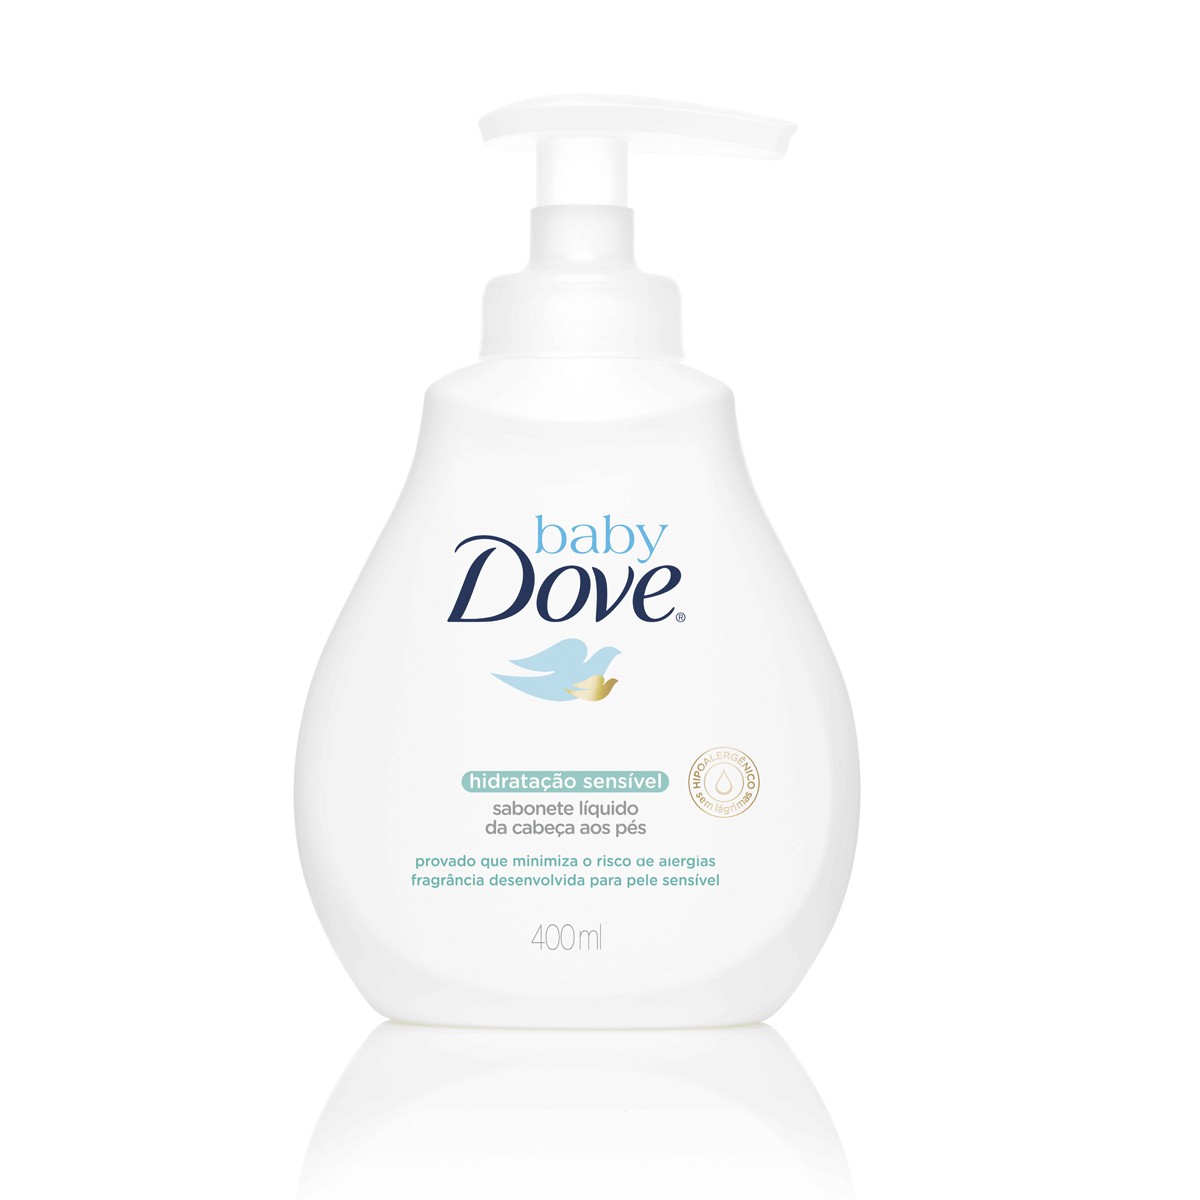 baby
Dove®
hidratação sensível
sabonete líquido
da cabeça aos pés
HIPOALERGÊNICO
sem lágrimas
provado que minimiza o risco de alergias
fragrância desenvolvida para pele sensível
400ml